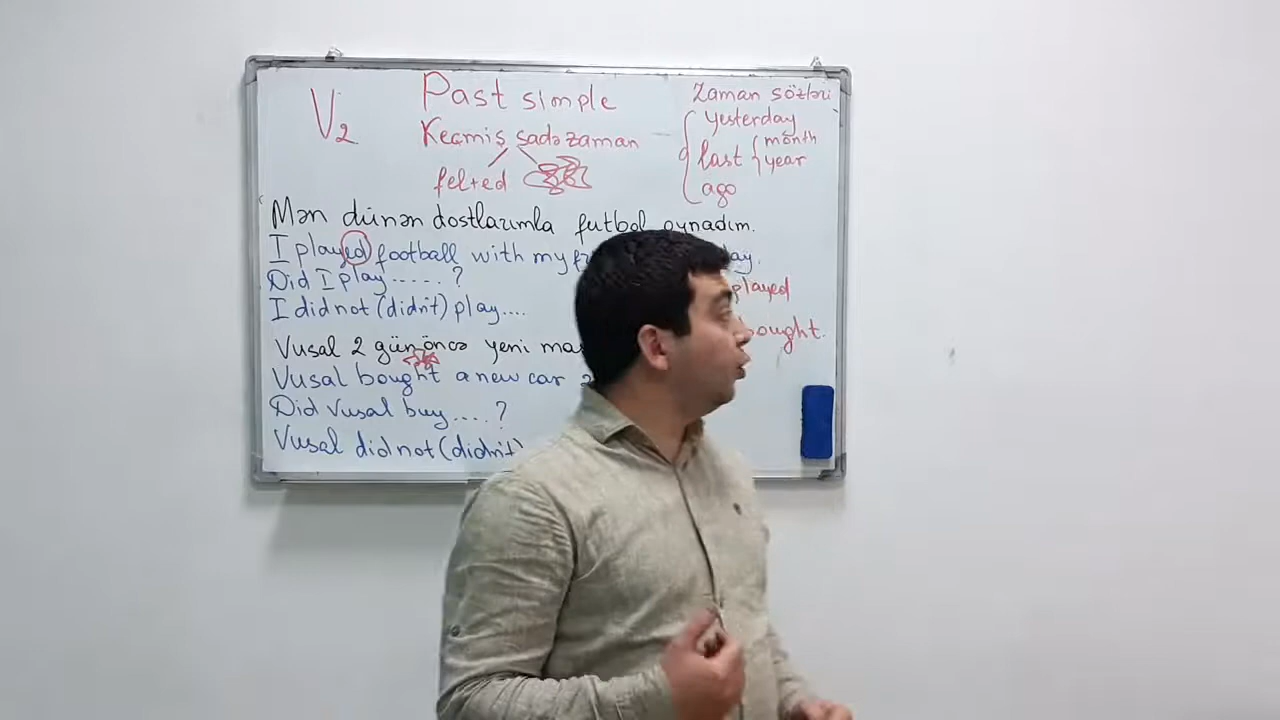 V2
Past simple
Keçmiş sadə zaman
fel+ed
Zaman sözləri
yesterday
last { month
year
ago
Mən dünən dostlarımla futbol oynadım.
I played football with my
Did I play......?
played
I did not (didn't) play....
bought.
Vusal 2 gün öncə yeni
Vusal bought a new car
Did Vusal buy....?
Vusal did not (didn't)